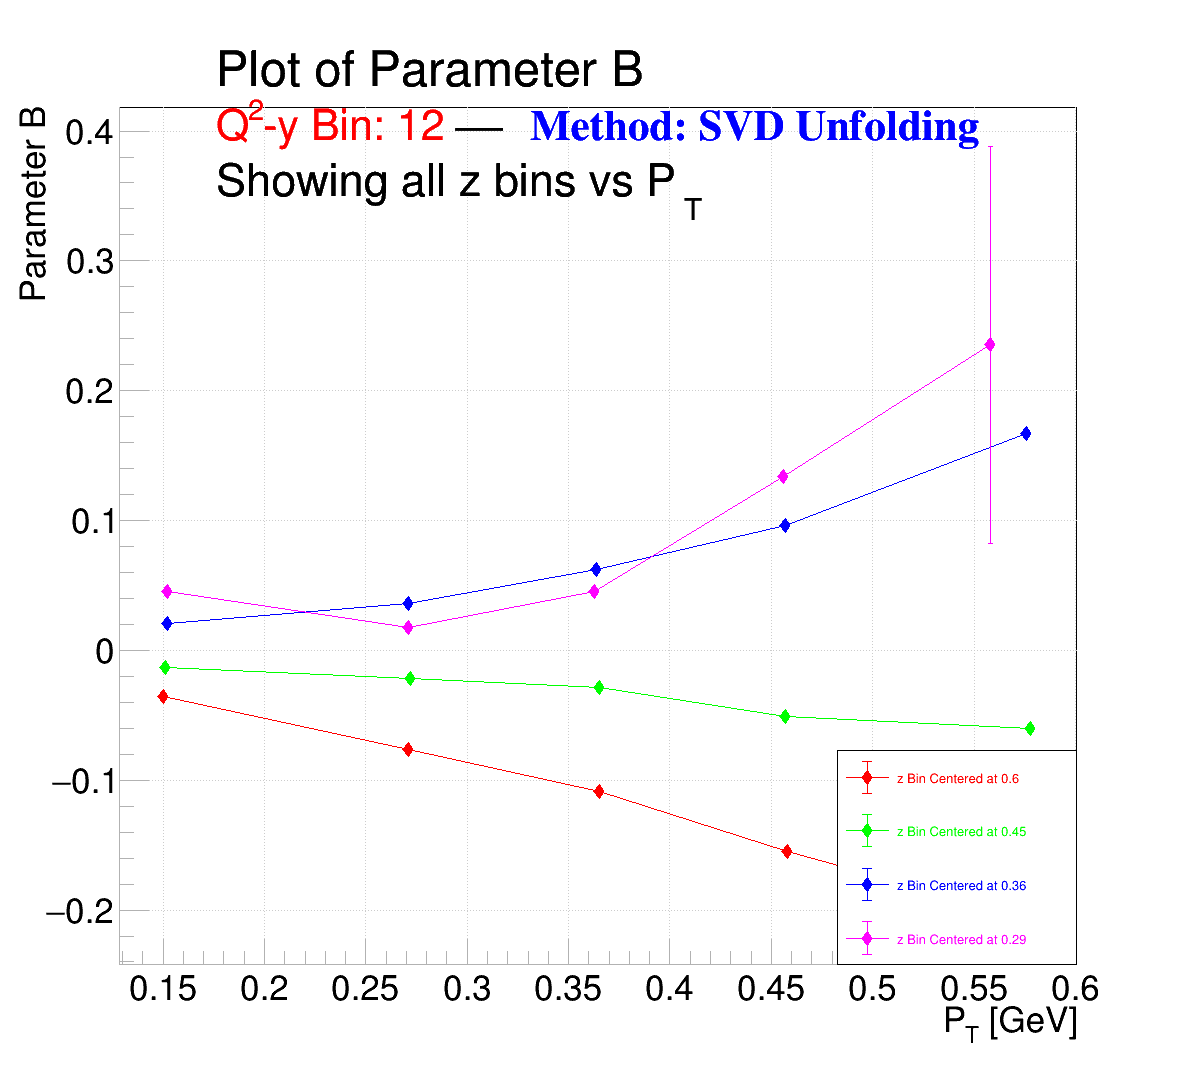 Plot of Parameter B
Q2-y Bin: 12 — Method: SVD Unfolding
Showing all z bins vs PT
Parameter B
0.4
0.3
0.2
0.1
0
−0.1
−0.2
z Bin Centered at 0.6
z Bin Centered at 0.45
z Bin Centered at 0.36
z Bin Centered at 0.29
0.15 0.2 0.25 0.3 0.35 0.4 0.45 0.5 0.55 0.6
PT [GeV]